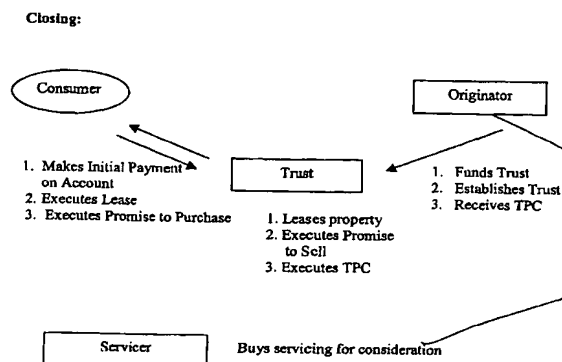 Closing:
Consumer
Originator
1. Makes Initial Payment
on Account
2. Executes Lease
3. Executes Promise to Purchase
Trust
1. Leases property
2. Executes Promise
to Sell
3. Executes TPC
1. Funds Trust
2. Establishes Trust
3. Receives TPC
Servicer
Buys servicing for consideration